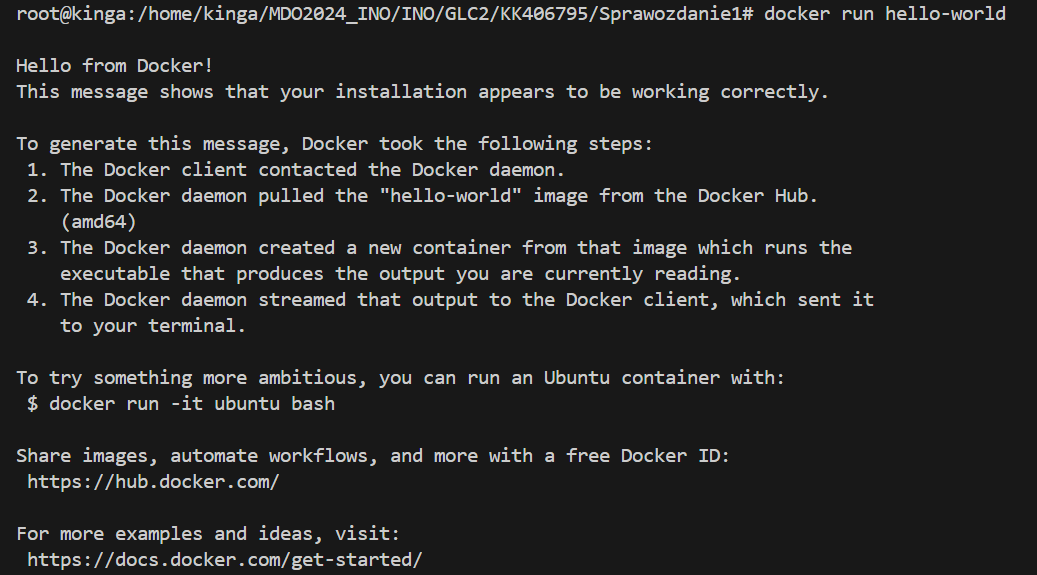 root@kinga:/home/kinga/MDO2024_INO/INO/GLC2/KK406795/Sprawozdanie1# docker run hello-world
Hello from Docker!
This message shows that your installation appears to be working correctly.
To generate this message, Docker took the following steps:
1. The Docker client contacted the Docker daemon.
2. The Docker daemon pulled the "hello-world" image from the Docker Hub.
(amd64)
3. The Docker daemon created a new container from that image which runs the
executable that produces the output you are currently reading.
4. The Docker daemon streamed that output to the Docker client, which sent it
to your terminal.
To try something more ambitious, you can run an Ubuntu container with:
$ docker run -it ubuntu bash
Share images, automate workflows, and more with a free Docker ID:
https://hub.docker.com/
For more examples and ideas, visit:
https://docs.docker.com/get-started/